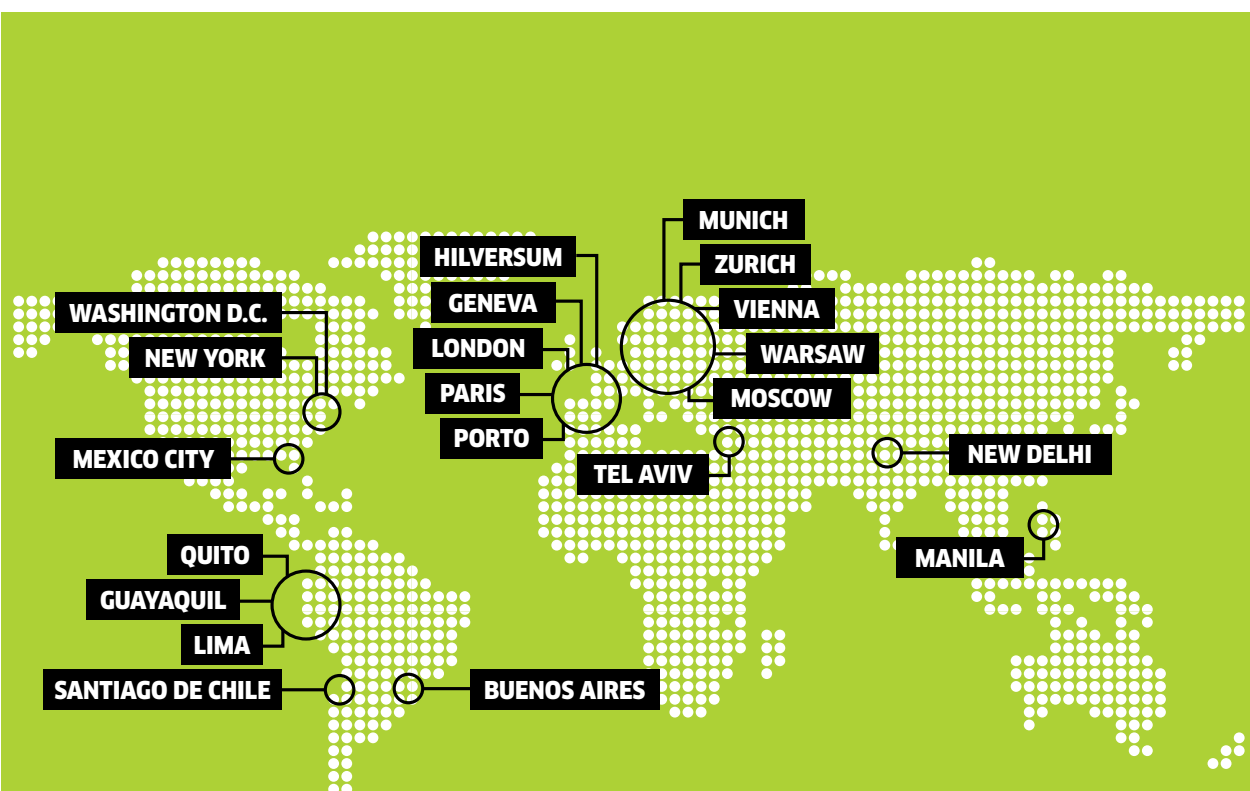 MUNICH
HILVERSUM
ZURICH
GENEVA
VIENNA
WASHINGTON D.C.
LONDON
WARSAW
NEW YORK
PARIS
MOSCOW
PORTO
MEXICO CITY
NEW DELHI
TEL AVIV
QUITO
MANILA
GUAYAQUIL
LIMA
SANTIAGO DE CHILE
BUENOS AIRES